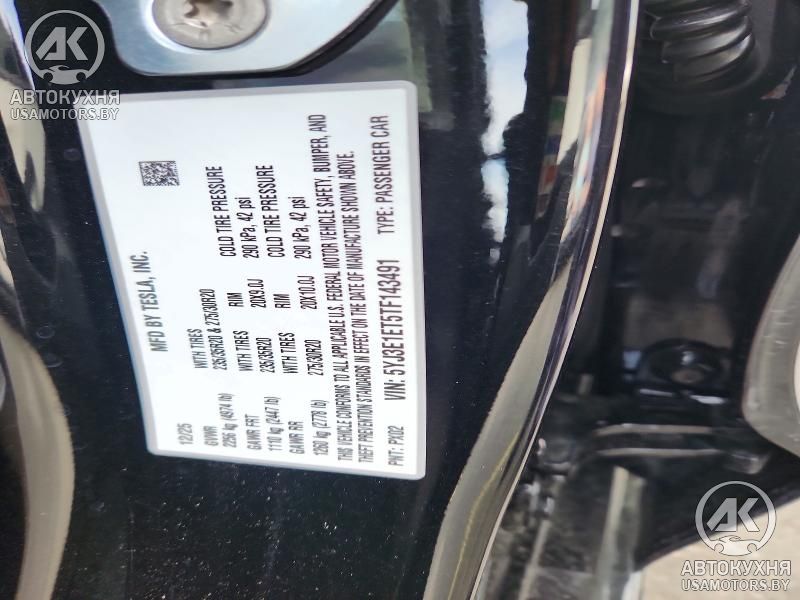 AK
АВТОКУХНЯ
USAMOTORS.BY
MFD BY TESLA, INC.
12/25
GVWR WITH TIRES COLD TIRE PRESSURE
2256 kg (4974 lb) 235/35R20 & 275/30R20 290 kPa, 42 psi
GAWR FRT WITH TIRES RIM COLD TIRE PRESSURE
1110 kg (2447 lb) 235/35R20 20X9.0J 290 kPa, 42 psi
GAWR RR WITH TIRES RIM
1260 kg (2778 lb) 275/30R20 20X10.0J
THIS VEHICLE CONFORMS TO ALL APPLICABLE U.S. FEDERAL MOTOR VEHICLE SAFETY, BUMPER, AND
THEFT PREVENTION STANDARDS IN EFFECT ON THE DATE OF MANUFACTURE SHOWN ABOVE.
VIN: 5YJ3E1ET5TF143491 TYPE: PASSENGER CAR
PNT: PX02
AK
АВТОКУХНЯ
USAMOTORS.BY